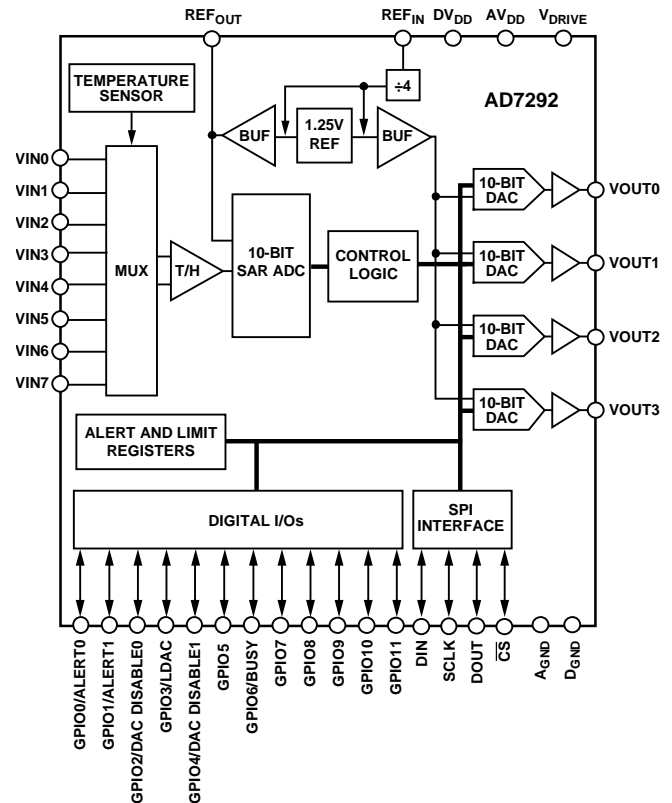 REFOUT
REFIN
DVDD
AVDD
VDRIVE
TEMPERATURE
SENSOR
÷4
AD7292
BUF
1.25V
REF
BUF
VIN0
VIN1
VIN2
VIN3
VIN4
VIN5
VIN6
VIN7
MUX
T/H
10-BIT
SAR ADC
CONTROL
LOGIC
10-BIT
DAC
VOUT0
10-BIT
DAC
VOUT1
10-BIT
DAC
VOUT2
10-BIT
DAC
VOUT3
ALERT AND LIMIT
REGISTERS
DIGITAL I/Os
SPI
INTERFACE
GPIO0/ALERT0
GPIO1/ALERT1
GPIO2/DAC DISABLE0
GPIO3/LDAC
GPIO4/DAC DISABLE1
GPIO5
GPIO6/BUSY
GPIO7
GPIO8
GPIO9
GPIO10
GPIO11
DIN
SCLK
DOUT
C̅S̅
AGND
DGND